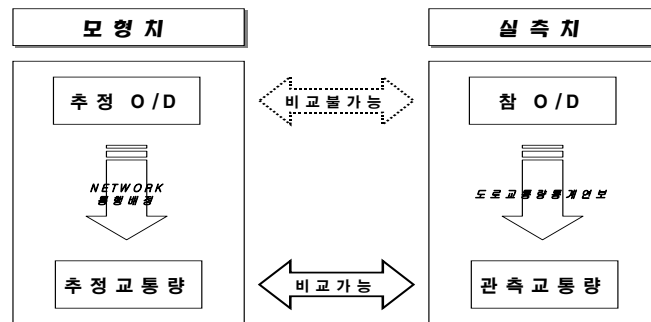 모형치
실측치
추정 O/D
비교불가능
참 O/D
NETWORK
통행배정
도로교통량통계연보
추정교통량
비교가능
관측교통량